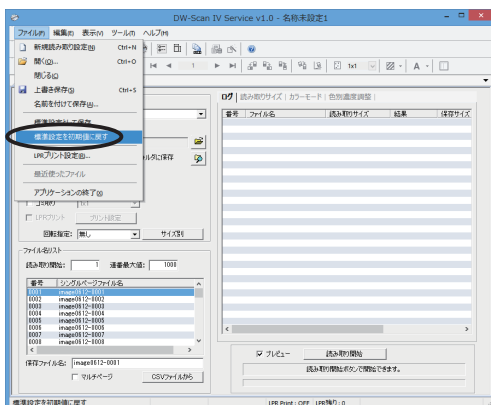 DW-Scan IV Service v1.0 - 名称未設定1
ファイル(F) 編集(E) 表示(V) ツール(T) ヘルプ(H)
新規読み取り設定(N) Ctrl+N
開く(O)... Ctrl+O
閉じる(C)
上書き保存(S) Ctrl+S
名前を付けて保存(A)...
標準設定として保存
標準設定を初期値に戻す
LPRプリント設定(L)...
最近使ったファイル
アプリケーションの終了(X)
1
1x1
A
ルダに保存
1x1
LPRプリント プリント設定
回転指定: 無し サイズ別
ファイル名リスト
読み取り開始: 1 連番最大値: 1000
番号 シングルページファイル名
0001 image0612-0001
0002 image0612-0002
0003 image0612-0003
0004 image0612-0004
0005 image0612-0005
0006 image0612-0006
0007 image0612-0007
0008 image0612-0008
保存ファイル名: image0612-0001
マルチページ CSVファイルから
ログ 読み取りサイズ カラーモード 色別濃度調整
番号 ファイル名 読み取りサイズ 結果 保存サイズ
プレビュー 読み取り開始
読み取り開始ボタンで開始できます。
標準設定を初期値に戻す LPR Print : OFF LPR残り : 0